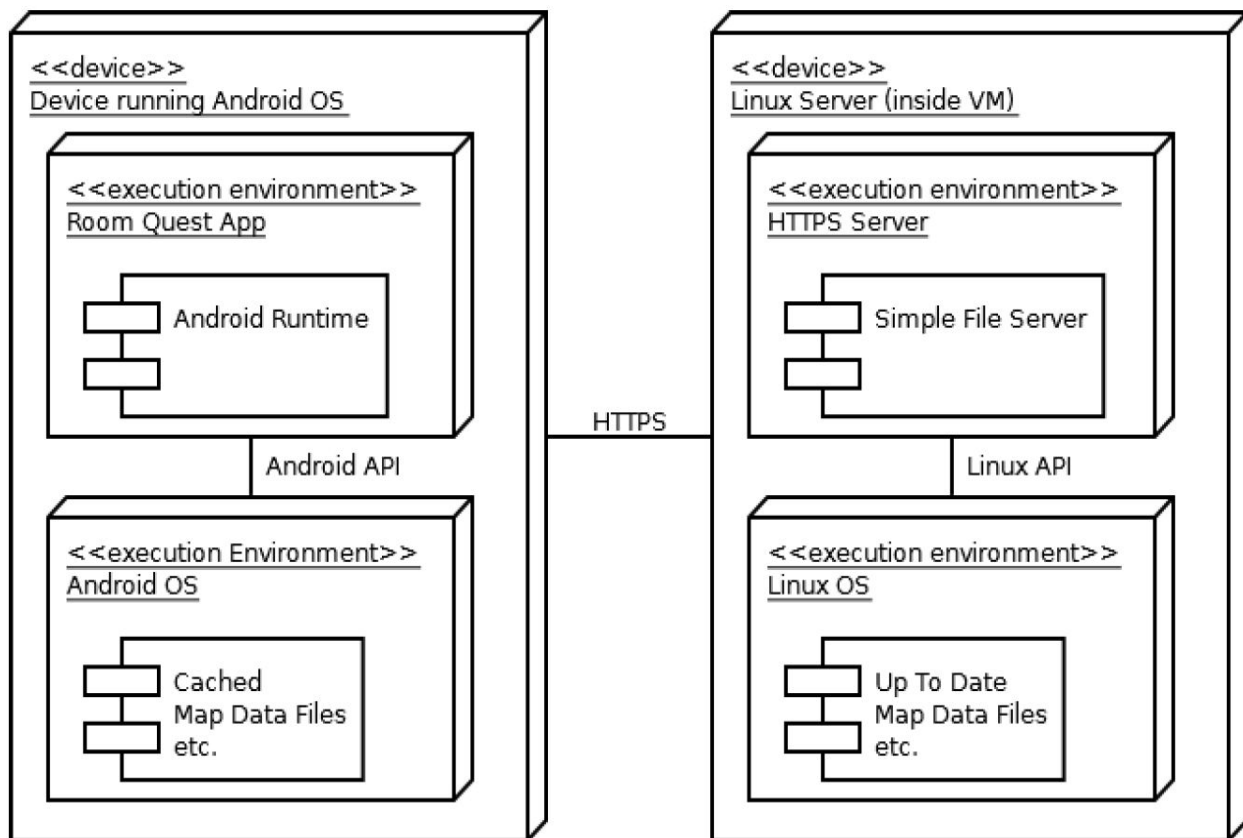 <<device>>
Device running Android OS
<<execution environment>>
Room Quest App
Android Runtime
Android API
<<execution Environment>>
Android OS
Cached
Map Data Files
etc.
HTTPS
<<device>>
Linux Server (inside VM)
<<execution environment>>
HTTPS Server
Simple File Server
Linux API
<<execution environment>>
Linux OS
Up To Date
Map Data Files
etc.